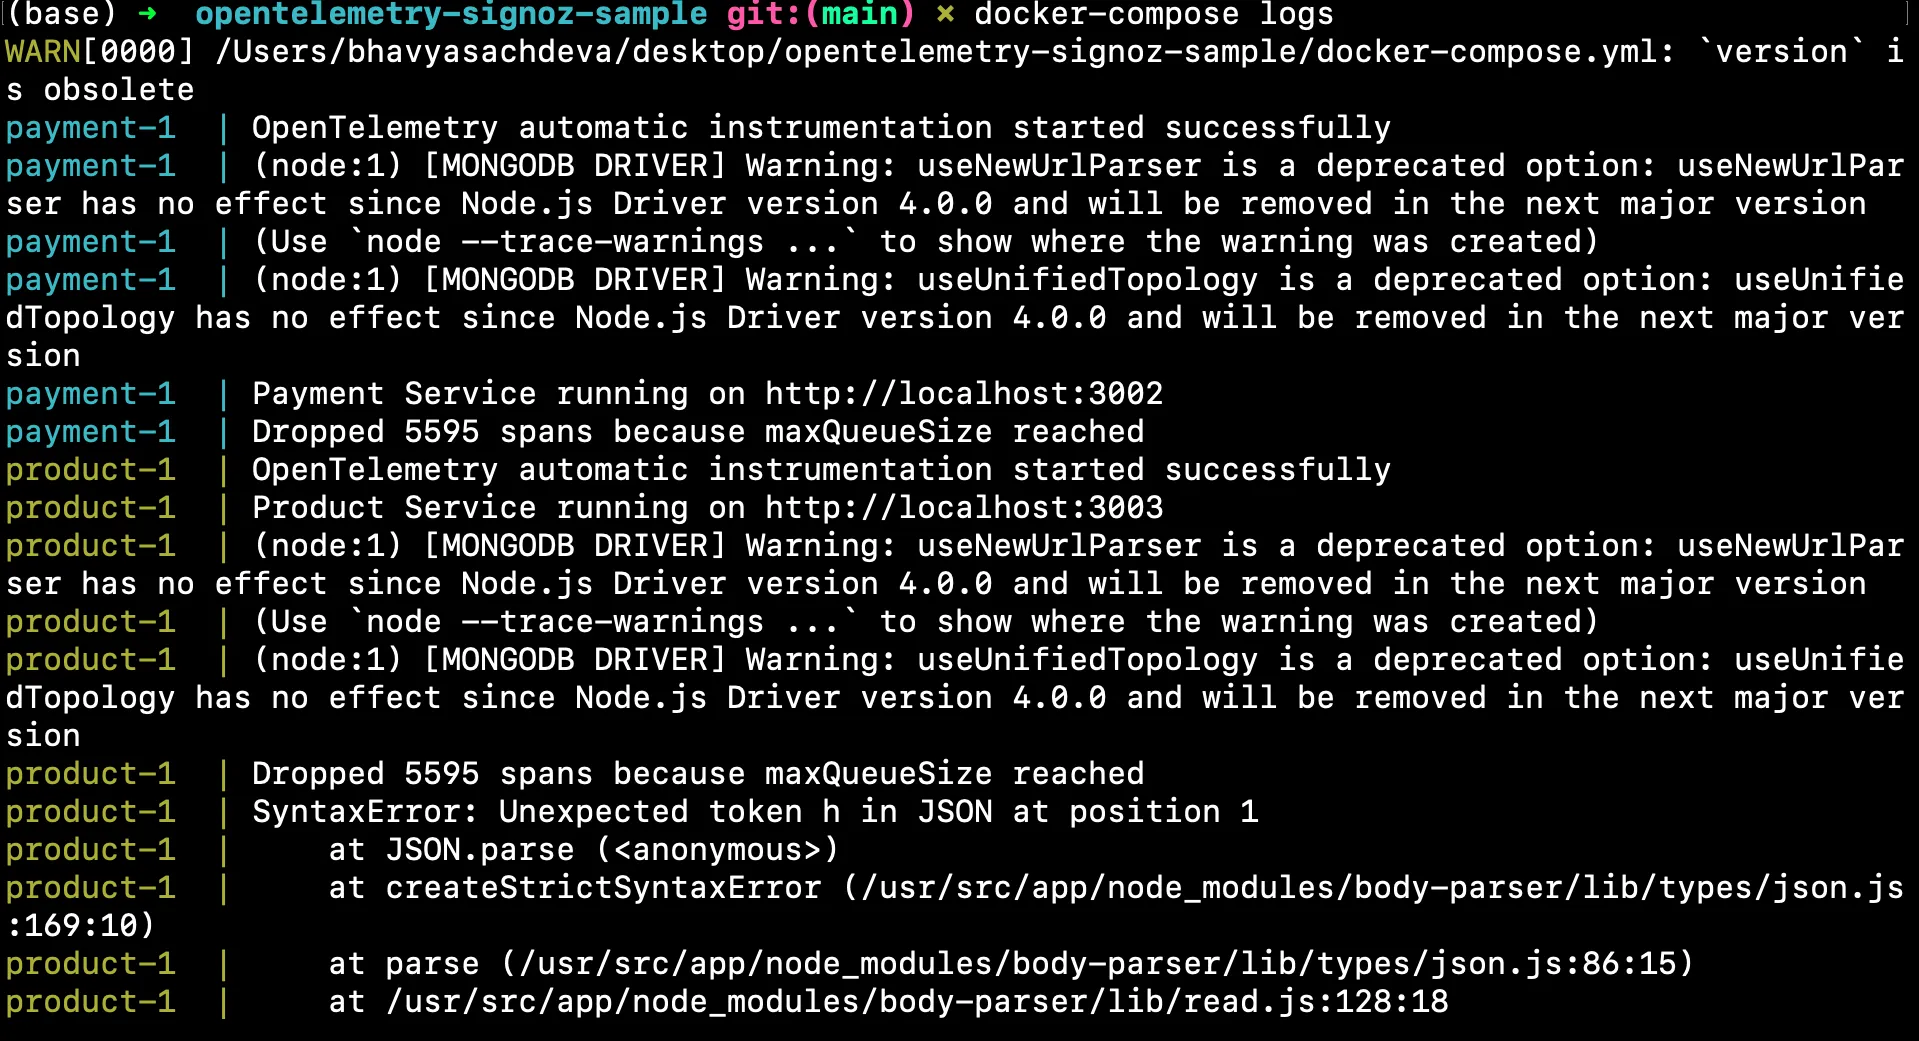 (base) ➜  opentelemetry-signoz-sample git:(main) ✗ docker-compose logs
WARN[0000] /Users/bhavyasachdeva/desktop/opentelemetry-signoz-sample/docker-compose.yml: `version` i
s obsolete
payment-1  | OpenTelemetry automatic instrumentation started successfully
payment-1  | (node:1) [MONGODB DRIVER] Warning: useNewUrlParser is a deprecated option: useNewUrlPar
ser has no effect since Node.js Driver version 4.0.0 and will be removed in the next major version
payment-1  | (Use `node --trace-warnings ...` to show where the warning was created)
payment-1  | (node:1) [MONGODB DRIVER] Warning: useUnifiedTopology is a deprecated option: useUnifie
dTopology has no effect since Node.js Driver version 4.0.0 and will be removed in the next major ver
sion
payment-1  | Payment Service running on http://localhost:3002
payment-1  | Dropped 5595 spans because maxQueueSize reached
product-1  | OpenTelemetry automatic instrumentation started successfully
product-1  | Product Service running on http://localhost:3003
product-1  | (node:1) [MONGODB DRIVER] Warning: useNewUrlParser is a deprecated option: useNewUrlPar
ser has no effect since Node.js Driver version 4.0.0 and will be removed in the next major version
product-1  | (Use `node --trace-warnings ...` to show where the warning was created)
product-1  | (node:1) [MONGODB DRIVER] Warning: useUnifiedTopology is a deprecated option: useUnifie
dTopology has no effect since Node.js Driver version 4.0.0 and will be removed in the next major ver
sion
product-1  | Dropped 5595 spans because maxQueueSize reached
product-1  | SyntaxError: Unexpected token h in JSON at position 1
product-1  |     at JSON.parse (<anonymous>)
product-1  |     at createStrictSyntaxError (/usr/src/app/node_modules/body-parser/lib/types/json.js
:169:10)
product-1  |     at parse (/usr/src/app/node_modules/body-parser/lib/types/json.js:86:15)
product-1  |     at /usr/src/app/node_modules/body-parser/lib/read.js:128:18